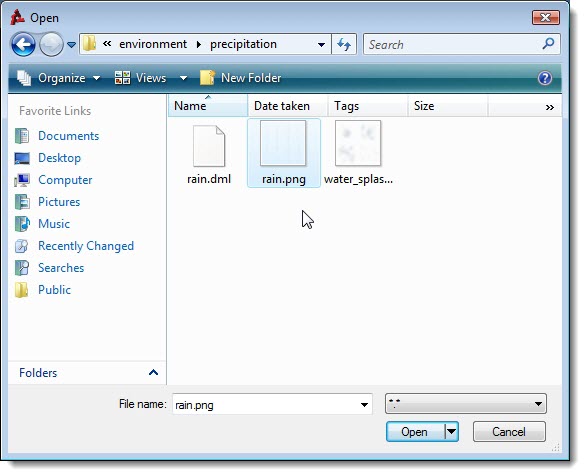 Open
« environment ▸ precipitation
Search
Organize Views New Folder
Favorite Links
Documents
Desktop
Computer
Pictures
Music
Recently Changed
Searches
Public
Folders
Name Date taken Tags Size »
rain.dml rain.png water_splas...
File name: rain.png *.*
Open Cancel